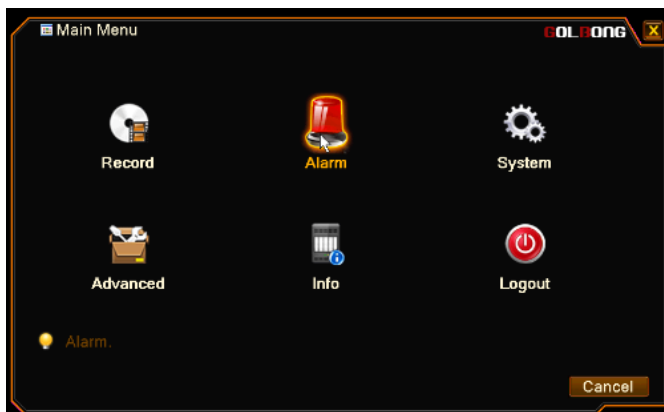 Main Menu
GOLBONG
X
Record
Alarm
System
Advanced
Info
Logout
Alarm.
Cancel